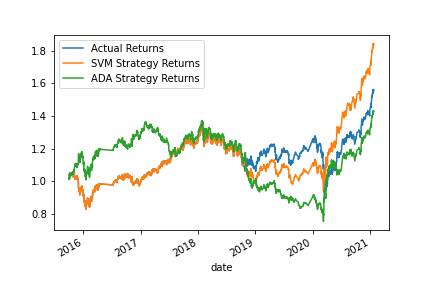 Actual Returns
SVM Strategy Returns
ADA Strategy Returns
1.8
1.6
1.4
1.2
1.0
0.8
2016 2017 2018 2019 2020 2021
date